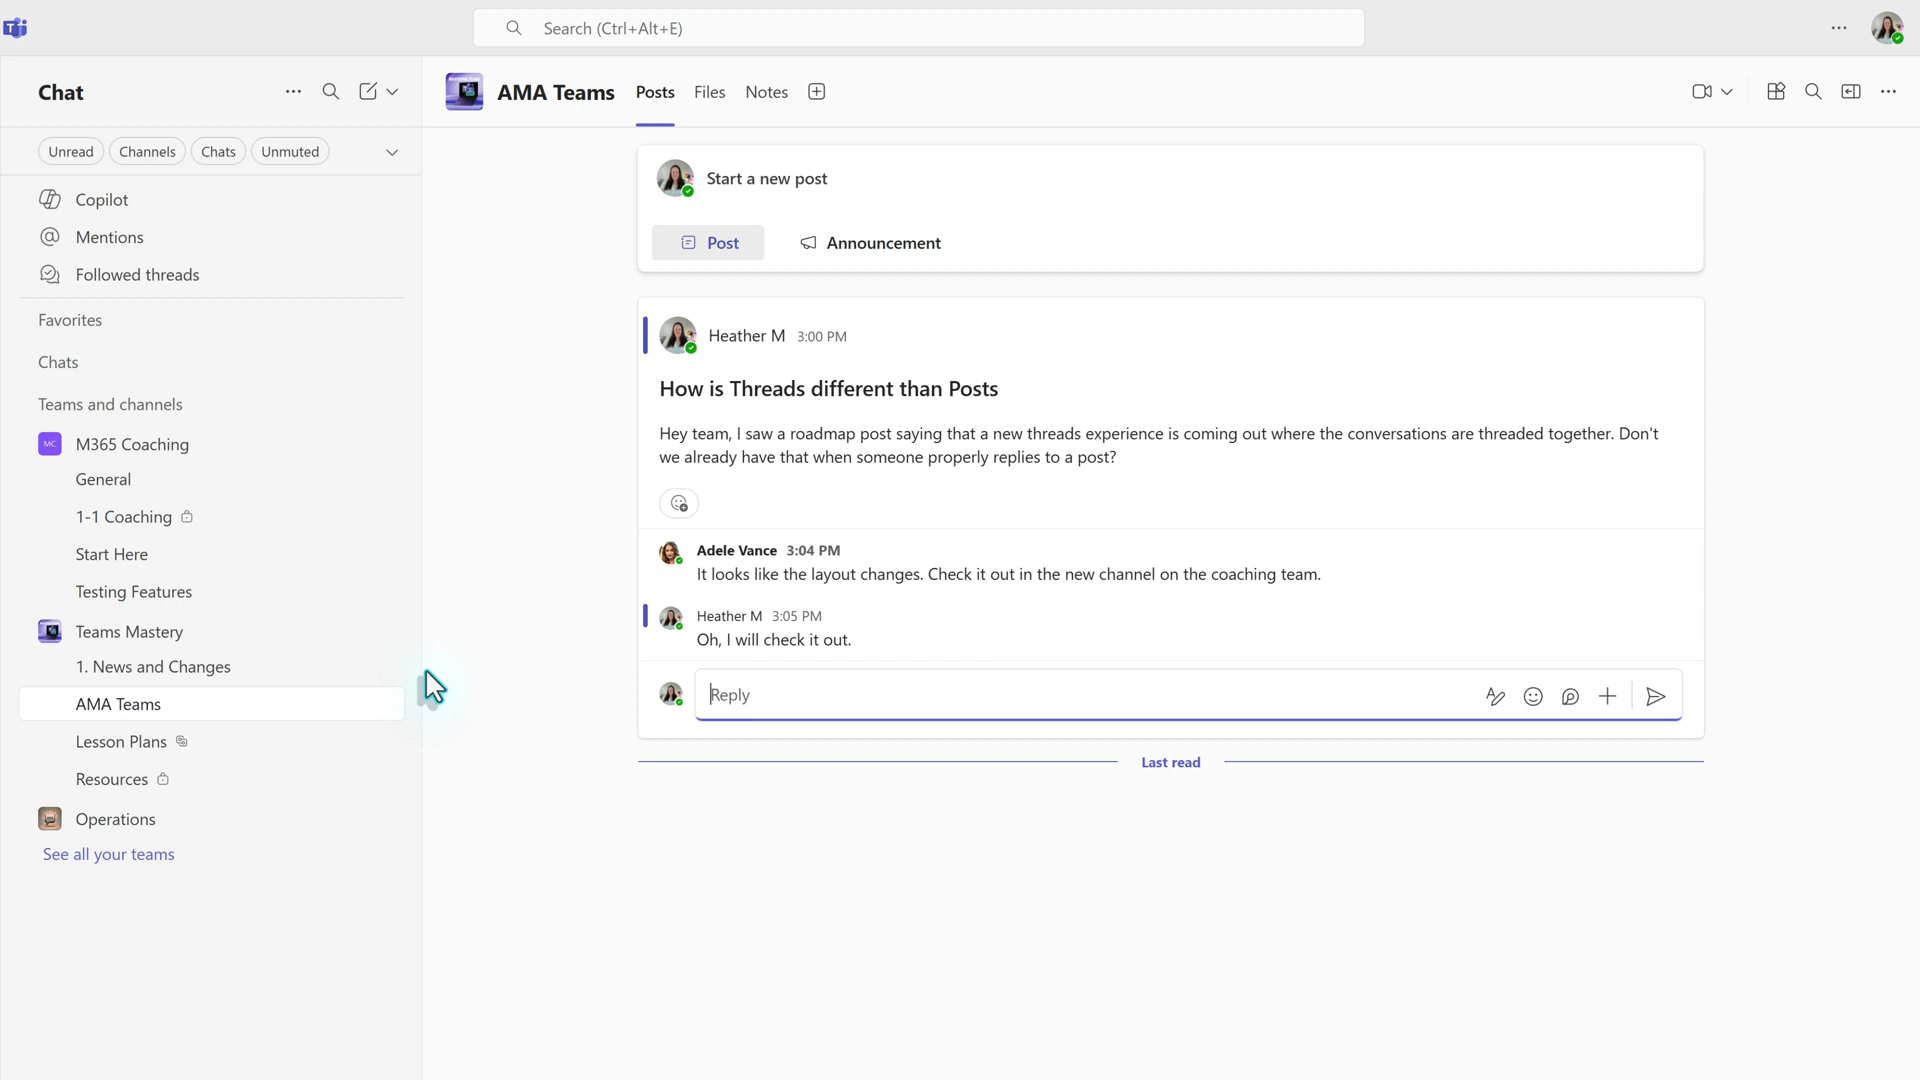 Search (Ctrl+Alt+E)
Chat
Unread
Channels
Chats
Unmuted
Copilot
Mentions
Followed threads
Favorites
Chats
Teams and channels
MC
M365 Coaching
General
1-1 Coaching
Start Here
Testing Features
Teams Mastery
1. News and Changes
AMA Teams
Lesson Plans
Resources
Operations
See all your teams
AMA Teams
Posts
Files
Notes
Start a new post
Post
Announcement
Heather M 3:00 PM
How is Threads different than Posts
Hey team, I saw a roadmap post saying that a new threads experience is coming out where the conversations are threaded together. Don't
we already have that when someone properly replies to a post?
Adele Vance 3:04 PM
It looks like the layout changes. Check it out in the new channel on the coaching team.
Heather M 3:05 PM
Oh, I will check it out.
Reply
Last read